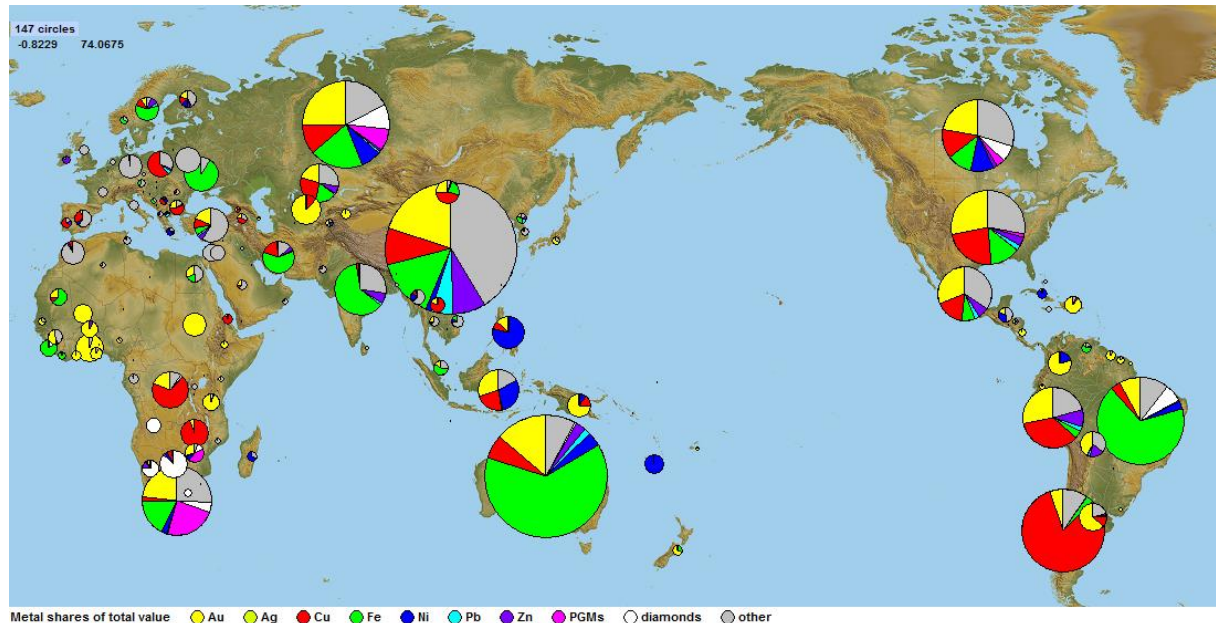 147 circles
-0.8229 74.0675
Metal shares of total value Au Ag Cu Fe Ni Pb Zn PGMs diamonds other